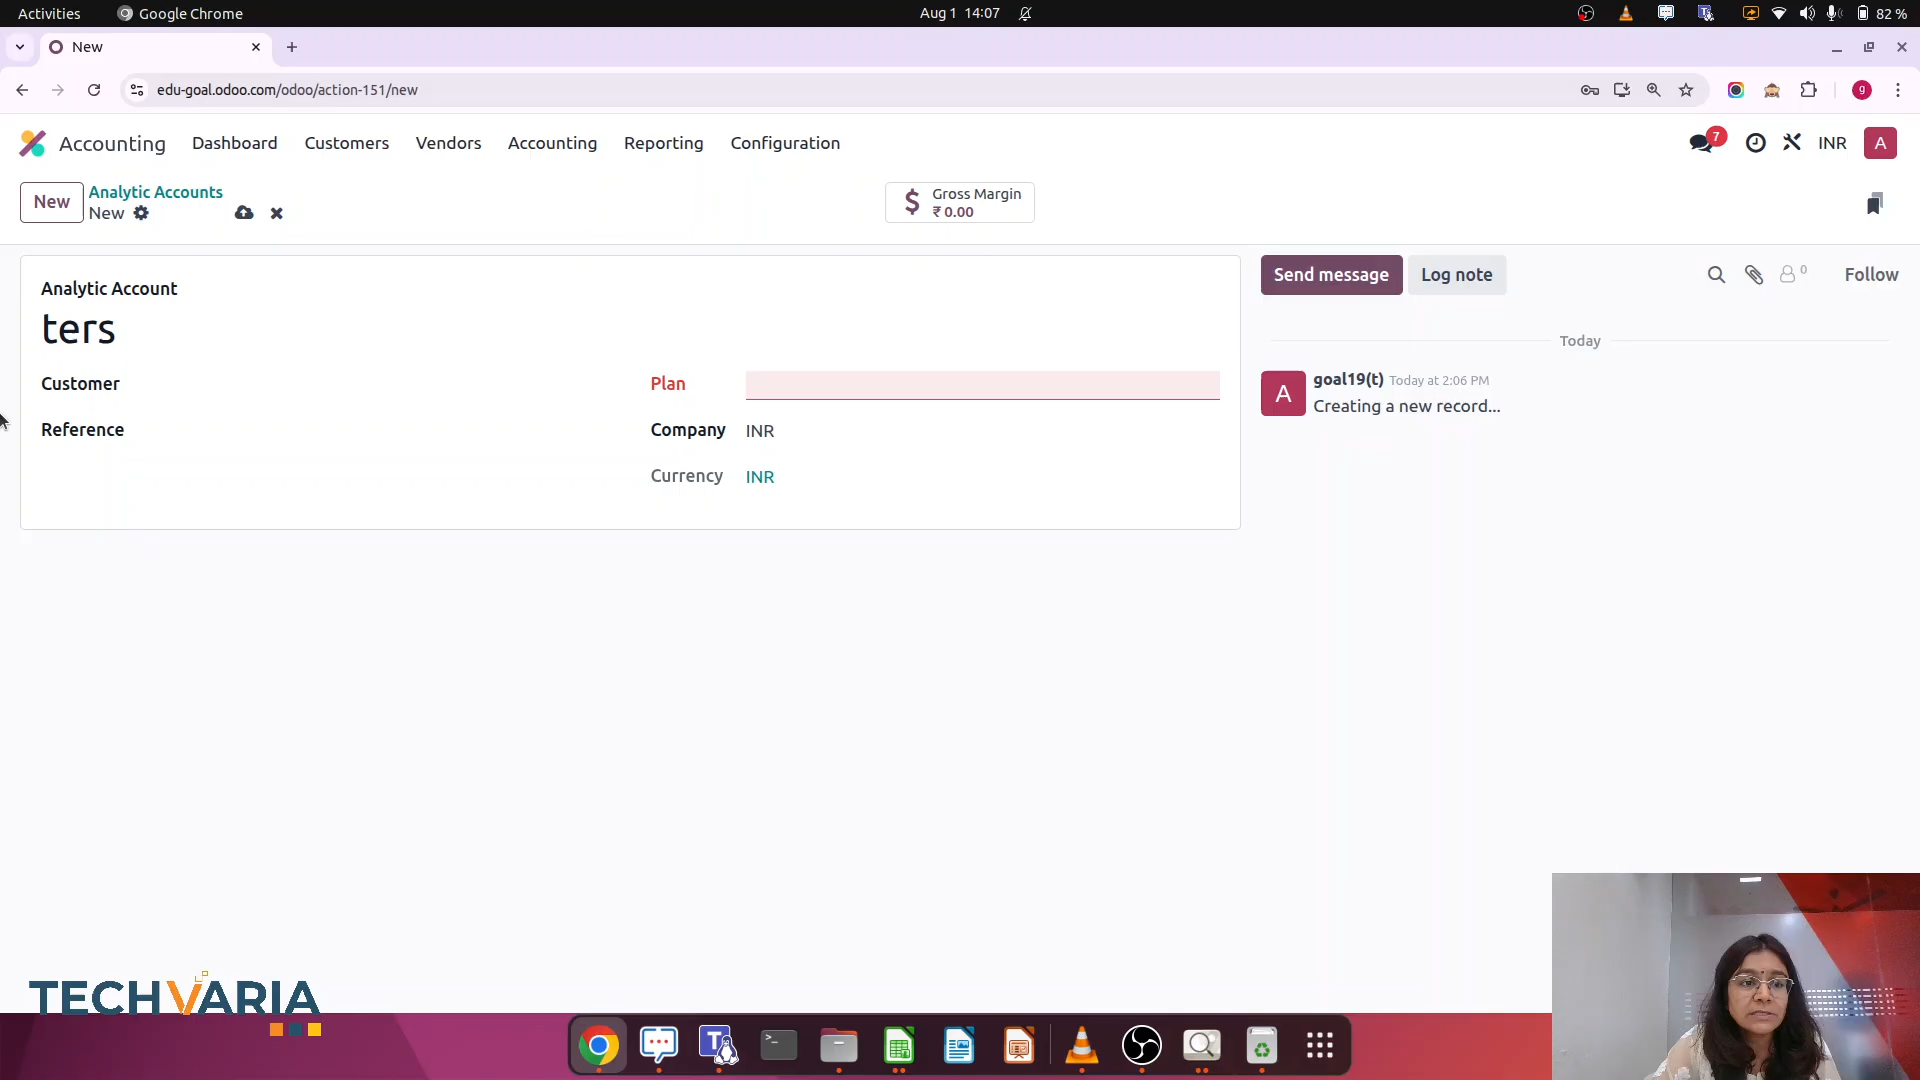 Activities
Google Chrome
Aug 1 14:07
82 %
New
edu-goal.odoo.com/odoo/action-151/new
g
Accounting
Dashboard
Customers
Vendors
Accounting
Reporting
Configuration
7
INR
A
New
Analytic Accounts
New
Gross Margin
₹ 0.00
Analytic Account
ters
Customer
Reference
Plan
Company
INR
Currency
INR
Send message
Log note
0
Follow
Today
A
goal19(t)
Today at 2:06 PM
Creating a new record...
TECHVARIA